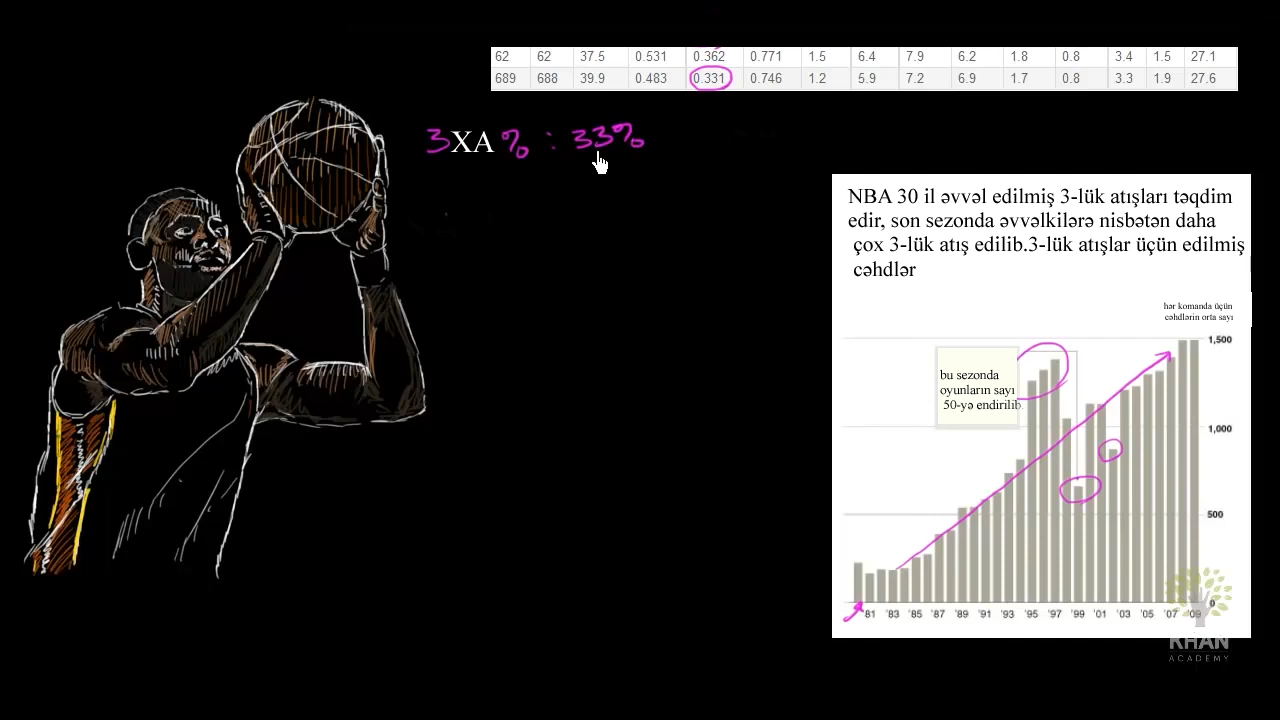 62 62 37.5 0.531 0.362 0.771 1.5 6.4 7.9 6.2 1.8 0.8 3.4 1.5 27.1
689 688 39.9 0.483 0.331 0.746 1.2 5.9 7.2 6.9 1.7 0.8 3.3 1.9 27.6
3XA % : 33%
NBA 30 il əvvəl edilmiş 3-lük atışları təqdim
edir, son sezonda əvvəlkilərə nisbətən daha
çox 3-lük atış edilib.3-lük atışlar üçün edilmiş
cəhdlər
hər komanda üçün
cəhdlərin orta sayı
1,500
bu sezonda
oyunların sayı
50-yə endirilib
1,000
500
0
'81 '83 '85 '87 '89 '91 '93 '95 '97 '99 '01 '03 '05 '07 '09
KHAN
ACADEMY